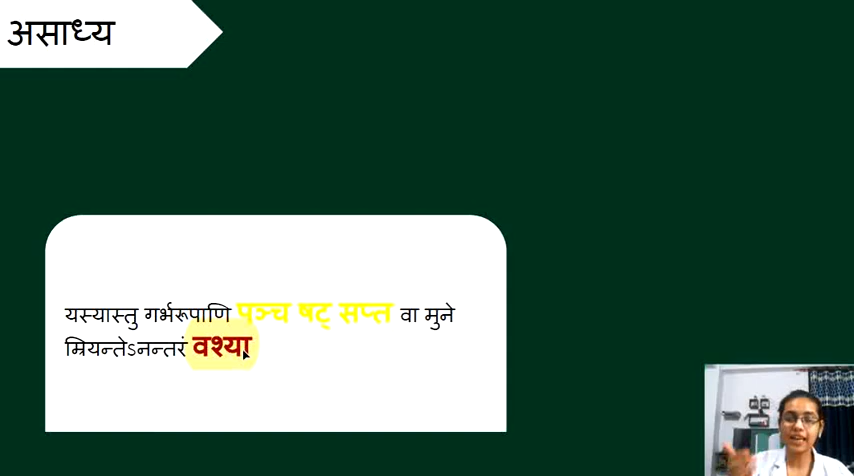 असाध्य
यस्यास्तु गर्भरूपाणि पञ्च षट् सप्त वा मुने
म्रियन्तेऽनन्तरं वश्या